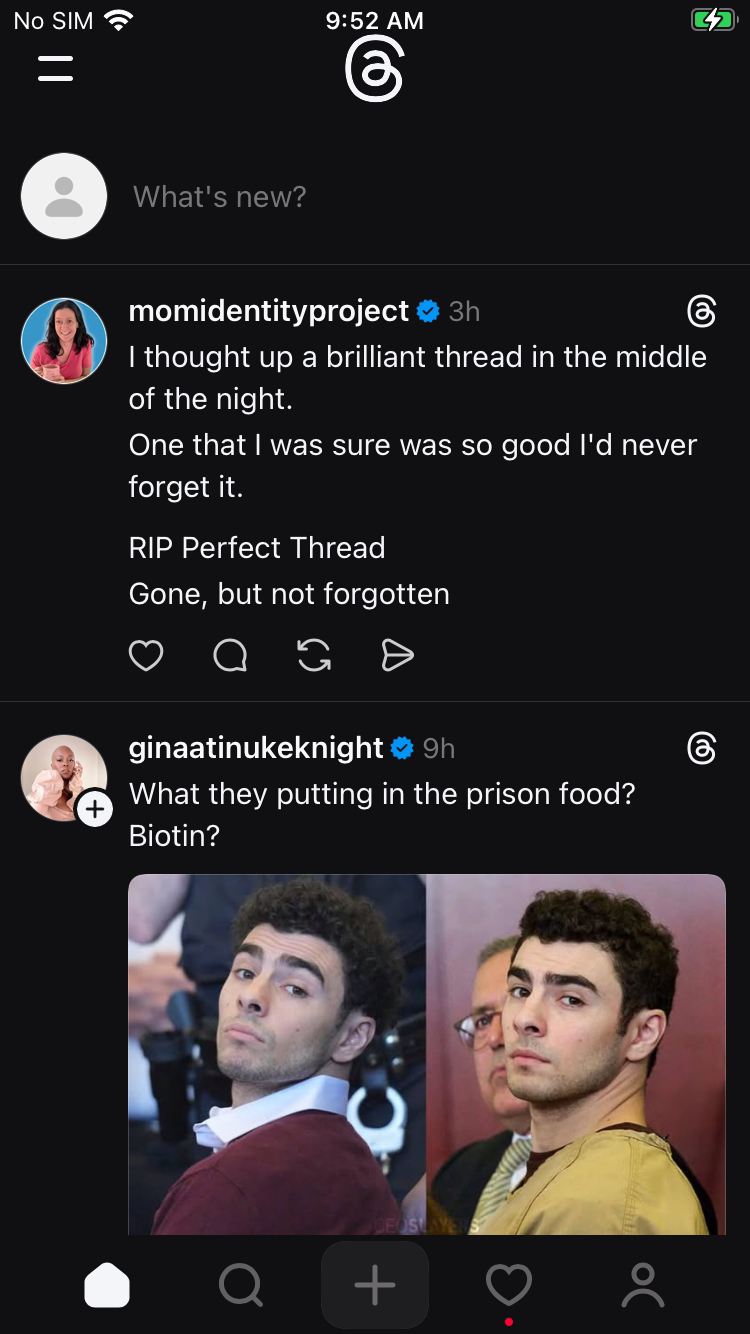 No SIM 9:52 AM
What's new?
momidentityproject 3h
I thought up a brilliant thread in the middle
of the night.
One that I was sure was so good I'd never
forget it.
RIP Perfect Thread
Gone, but not forgotten
ginaatinukeknight 9h
What they putting in the prison food?
Biotin?
CEOSLAYERS